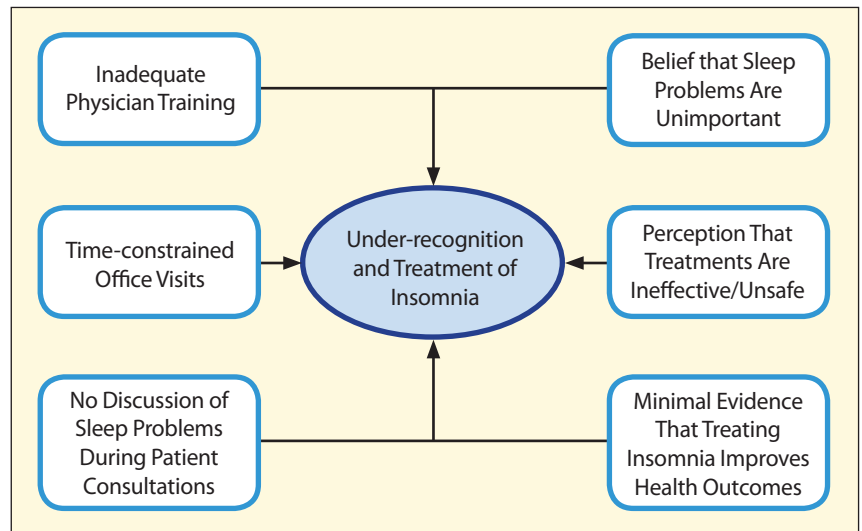 Inadequate
Physician Training
Belief that Sleep
Problems Are
Unimportant
Time-constrained
Office Visits
Under-recognition
and Treatment of
Insomnia
Perception That
Treatments Are
Ineffective/Unsafe
No Discussion of
Sleep Problems
During Patient
Consultations
Minimal Evidence
That Treating
Insomnia Improves
Health Outcomes